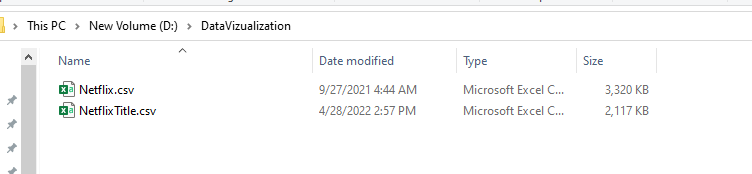 This PC > New Volume (D:) > DataVizualization
Name Date modified Type Size
Netflix.csv 9/27/2021 4:44 AM Microsoft Excel C... 3,320 KB
NetflixTitle.csv 4/28/2022 2:57 PM Microsoft Excel C... 2,117 KB